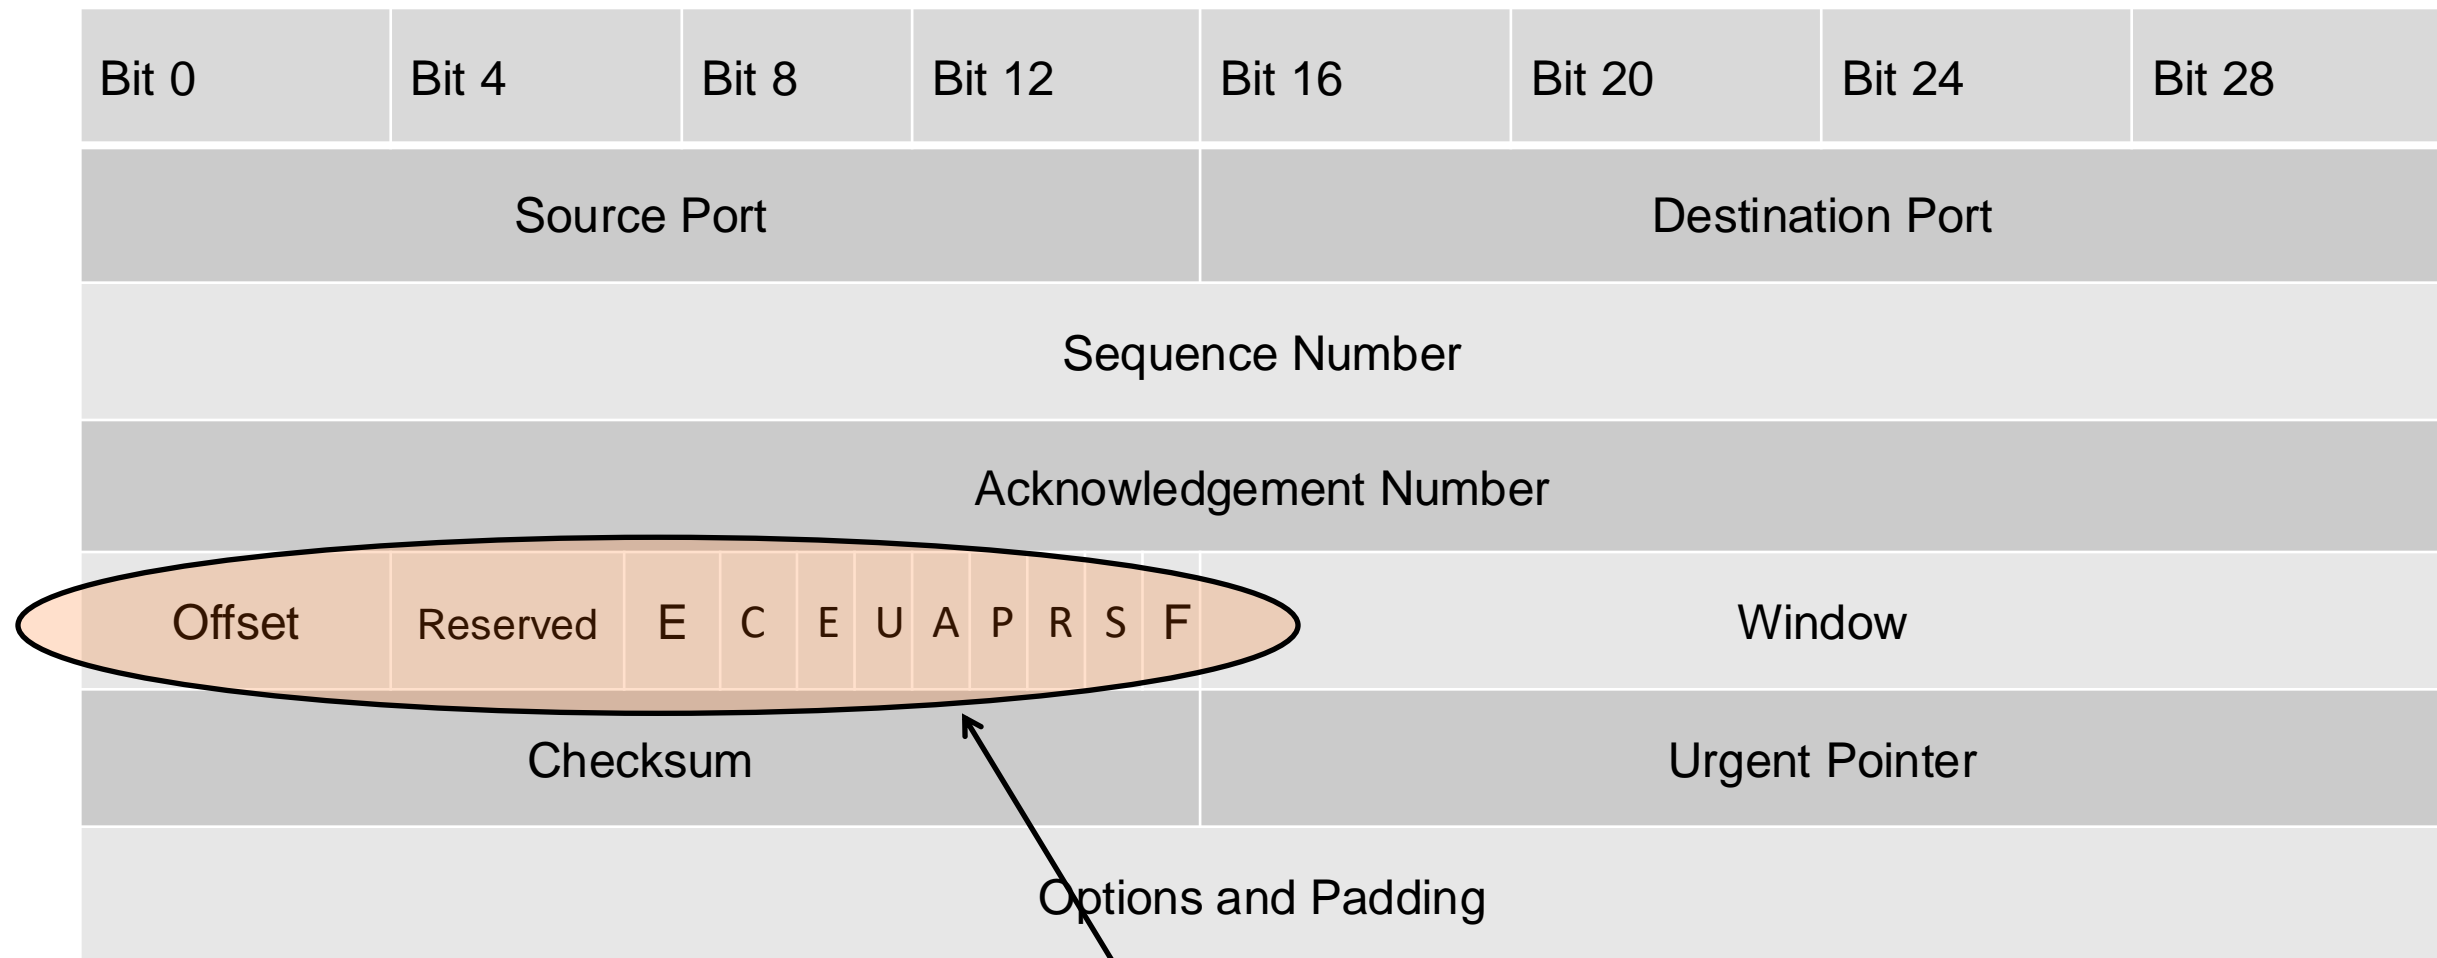 Bit 0 Bit 4 Bit 8 Bit 12 Bit 16 Bit 20 Bit 24 Bit 28
Source Port Destination Port
Sequence Number
Acknowledgement Number
Offset Reserved E C E U A P R S F Window
Checksum Urgent Pointer
Options and Padding